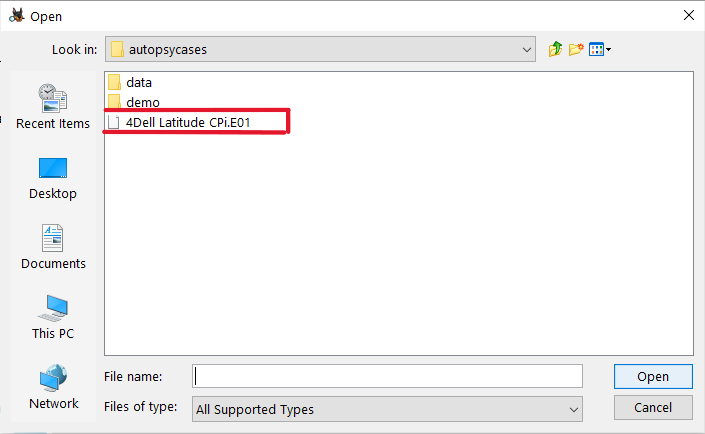 Open
Look in:
autopsycases
data
demo
4Dell Latitude CPi.E01
Recent Items
Desktop
Documents
This PC
Network
File name:
Open
Files of type:
All Supported Types
Cancel